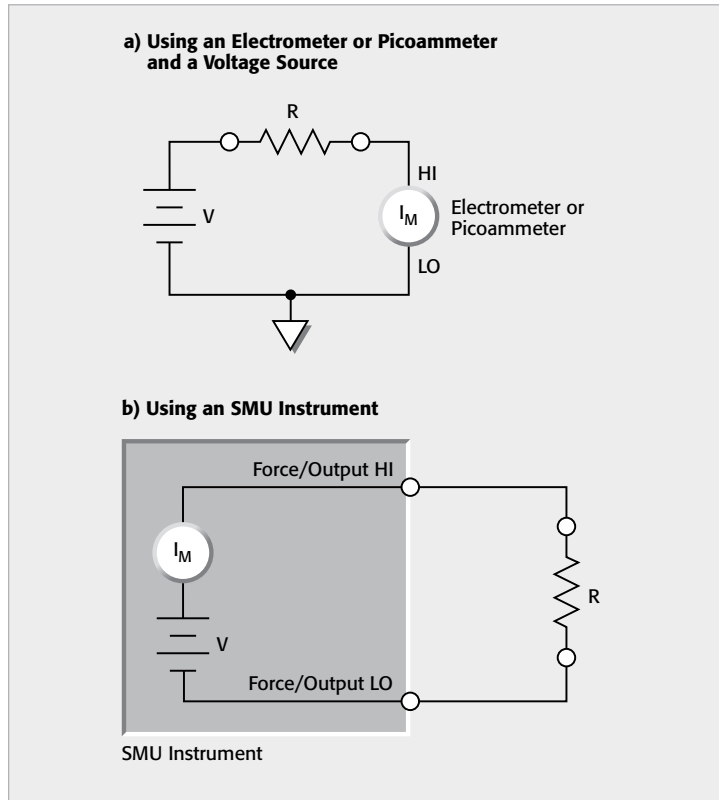 a) Using an Electrometer or Picoammeter
and a Voltage Source
R
HI
V
IM
Electrometer or
Picoammeter
LO
b) Using an SMU Instrument
Force/Output HI
IM
R
V
Force/Output LO
SMU Instrument